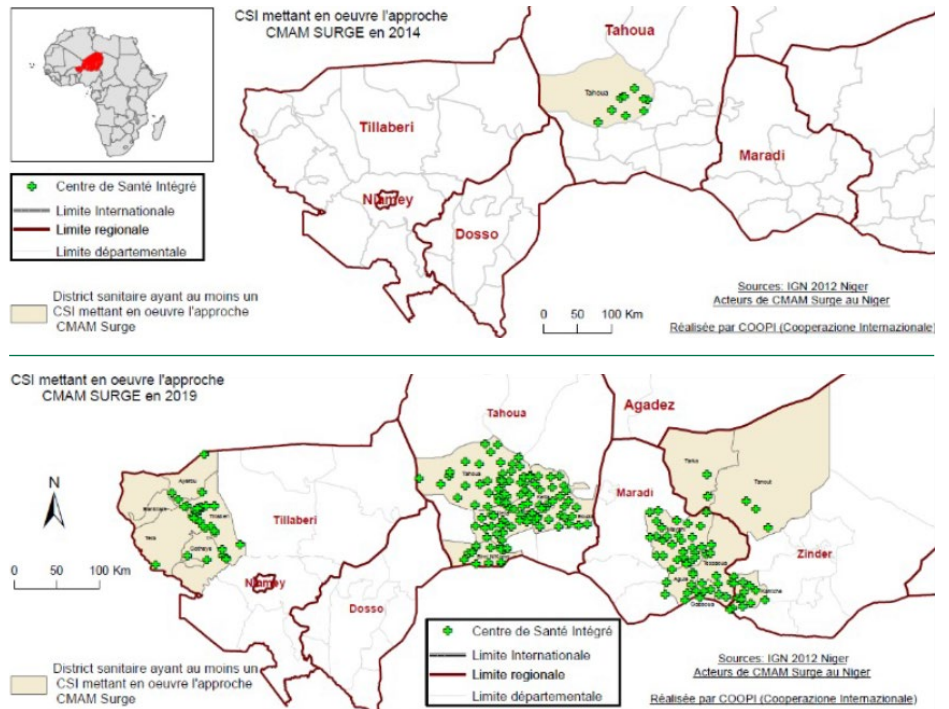 CSI mettant en oeuvre l'approche
CMAM SURGE en 2014
Tahoua
Tahoua
Tillaberi
Maradi
Niamey
Dosso
Centre de Santé Intégré
Limite Internationale
Limite regionale
Limite départementale
District sanitaire ayant au moins un
CSI mettant en oeuvre l'approche
CMAM Surge
0 50 100 Km
Sources: IGN 2012 Niger
Acteurs de CMAM Surge au Niger
Réalisée par COOPI (Cooperazione Internazionale)
CSI mettant en oeuvre l'approche
CMAM SURGE en 2019
N
Tahoua
Agadez
Tahoua
Tillaberi
Tillaberi
Maradi
Zinder
Tera
Gothaye
Niamey
Dosso
Aguie
0 50 100 Km
Centre de Santé Intégré
Limite Internationale
Limite regionale
Limite départementale
District sanitaire ayant au moins un
CSI mettant en oeuvre l'approche
CMAM Surge
Sources: IGN 2012 Niger
Acteurs de CMAM Surge au Niger
Réalisée par COOPI (Cooperazione Internazionale)